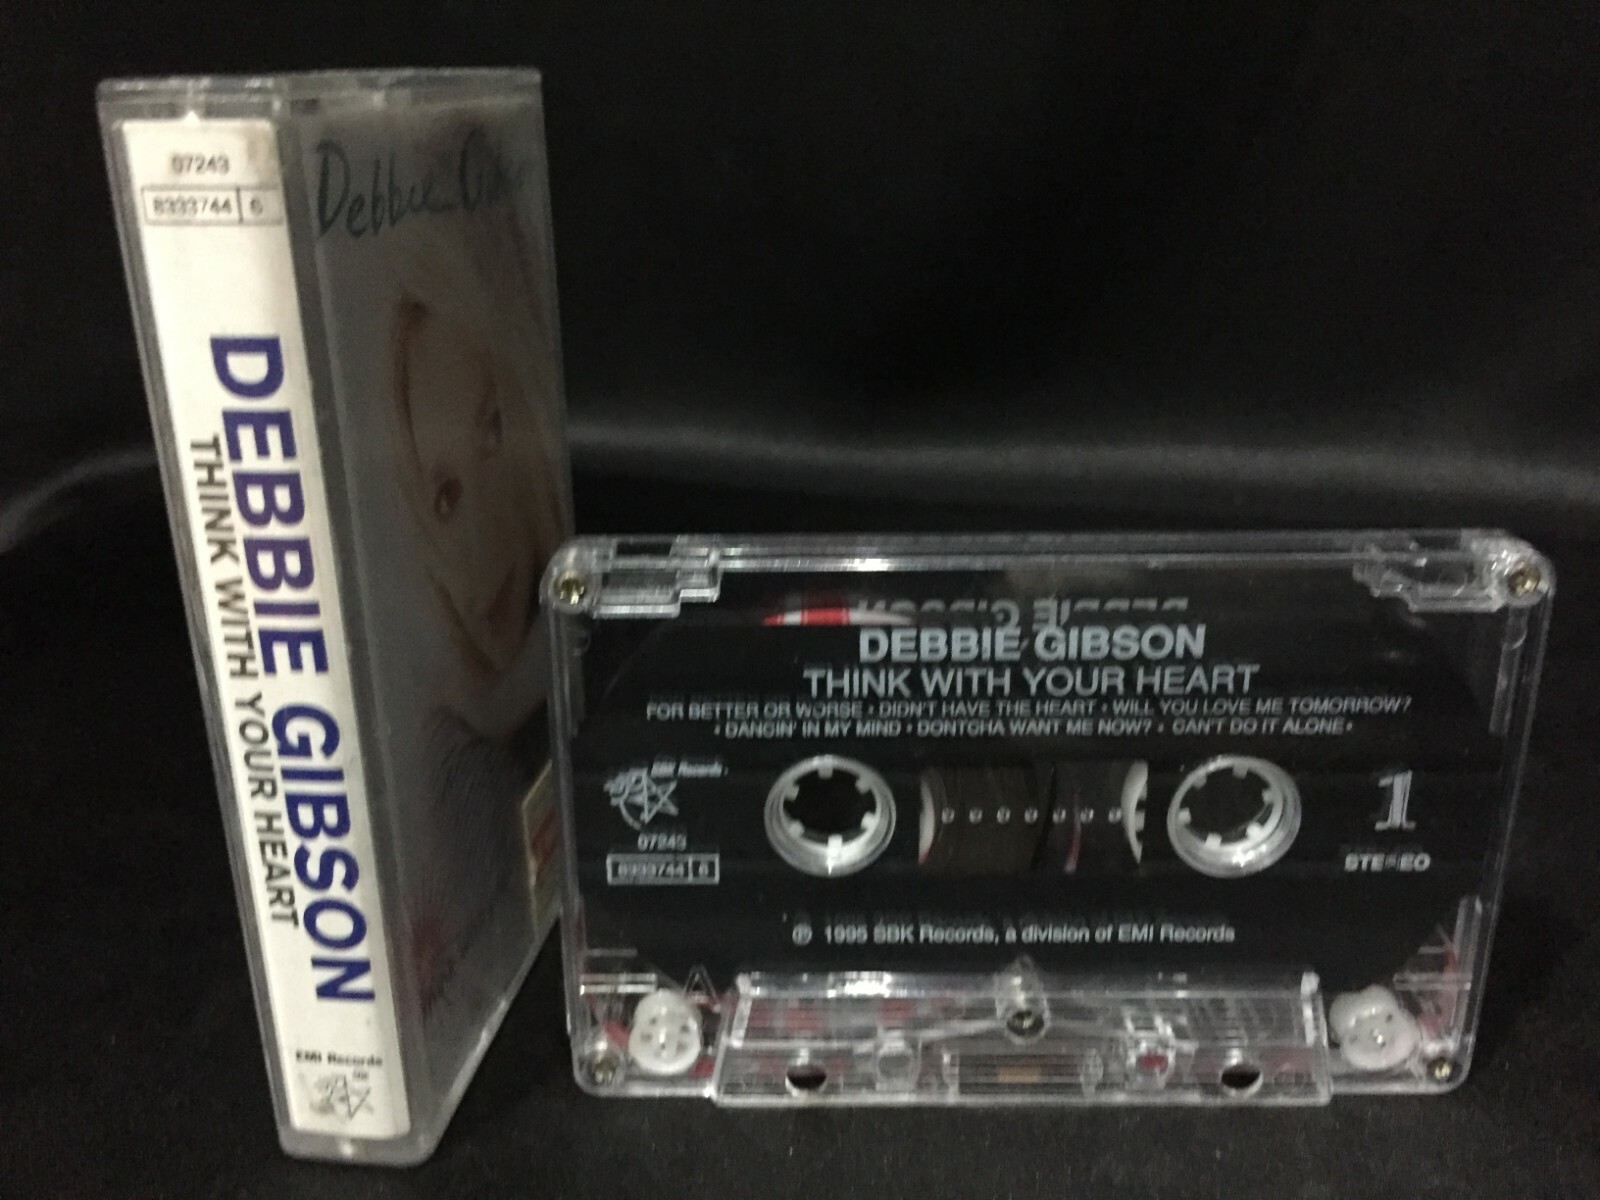 07243
8333744 6
DEBBIE GIBSON
THINK WITH YOUR HEART
EMI Records
Debbie
DEBBIE GIBSON
THINK WITH YOUR HEART
FOR BETTER OR WORSE • DIDN'T HAVE THE HEART • WILL YOU LOVE ME TOMORROW?
• DANCIN' IN MY MIND • DONTCHA WANT ME NOW? • CAN'T DO IT ALONE •
EMI Records
07243
8333744 6
1
STEREO
℗ 1995 SBK Records, a division of EMI Records
A